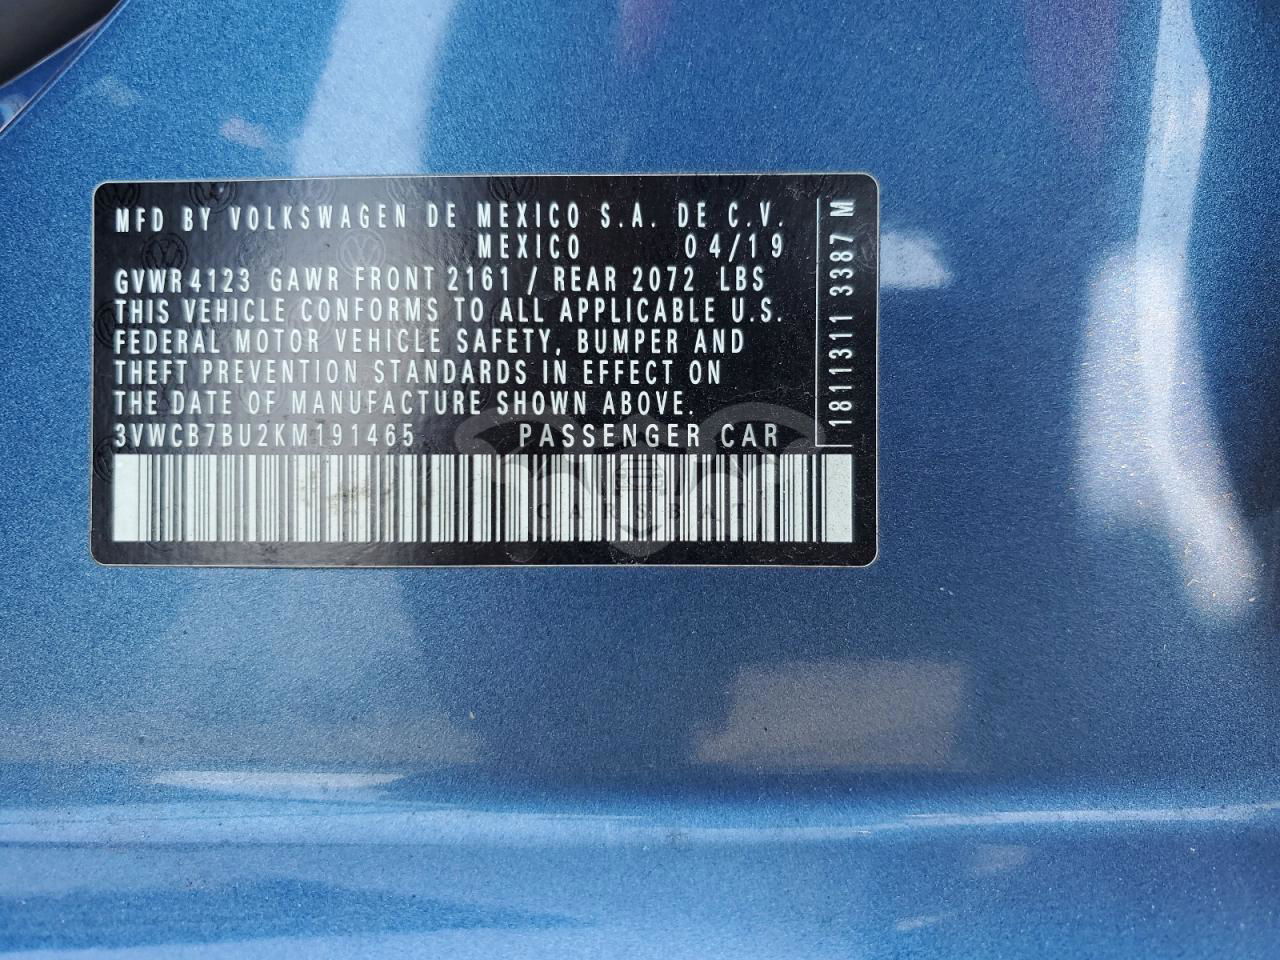 MFD BY VOLKSWAGEN DE MEXICO S.A. DE C.V.
MEXICO 04/19
GVWR 4123 GAWR FRONT 2161 / REAR 2072 LBS
THIS VEHICLE CONFORMS TO ALL APPLICABLE U.S.
FEDERAL MOTOR VEHICLE SAFETY, BUMPER AND
THEFT PREVENTION STANDARDS IN EFFECT ON
THE DATE OF MANUFACTURE SHOWN ABOVE.
3VWCB7BU2KM191465 PASSENGER CAR
1811311 3387 M